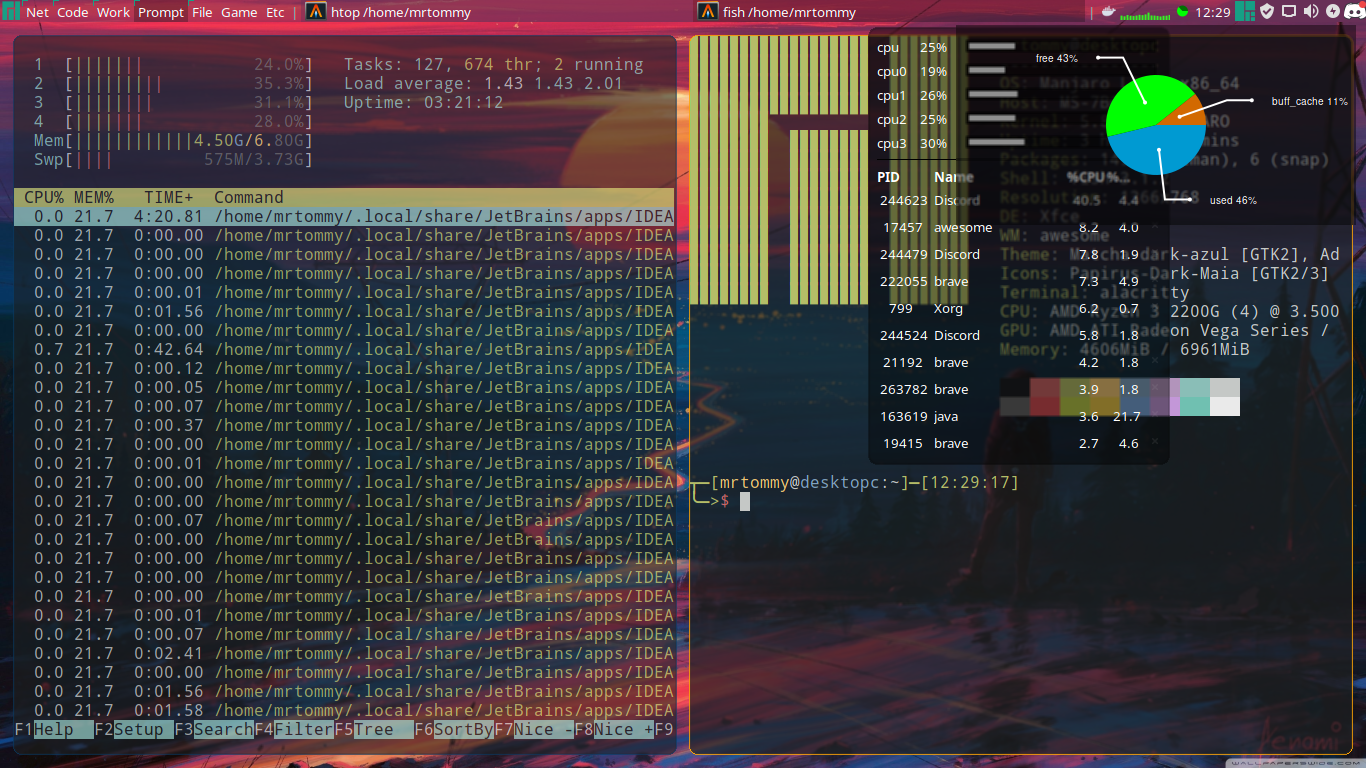 Net Code Work Prompt File Game Etc | htop /home/mrtommy
fish /home/mrtommy
12:29
1 [||||||| 24.0%] Tasks: 127, 674 thr; 2 running
2 [||||||||| 35.3%] Load average: 1.43 1.43 2.01
3 [|||||||| 31.1%] Uptime: 03:21:12
4 [||||||| 28.0%]
Mem[||||||||||||4.50G/6.80G]
Swp[|||| 575M/3.73G]
CPU% MEM% TIME+ Command
0.0 21.7 4:20.81 /home/mrtommy/.local/share/JetBrains/apps/IDEA
0.0 21.7 0:00.00 /home/mrtommy/.local/share/JetBrains/apps/IDEA
0.0 21.7 0:00.00 /home/mrtommy/.local/share/JetBrains/apps/IDEA
0.0 21.7 0:00.00 /home/mrtommy/.local/share/JetBrains/apps/IDEA
0.0 21.7 0:00.01 /home/mrtommy/.local/share/JetBrains/apps/IDEA
0.0 21.7 0:01.56 /home/mrtommy/.local/share/JetBrains/apps/IDEA
0.0 21.7 0:00.00 /home/mrtommy/.local/share/JetBrains/apps/IDEA
0.7 21.7 0:42.64 /home/mrtommy/.local/share/JetBrains/apps/IDEA
0.0 21.7 0:00.12 /home/mrtommy/.local/share/JetBrains/apps/IDEA
0.0 21.7 0:00.05 /home/mrtommy/.local/share/JetBrains/apps/IDEA
0.0 21.7 0:00.07 /home/mrtommy/.local/share/JetBrains/apps/IDEA
0.0 21.7 0:00.37 /home/mrtommy/.local/share/JetBrains/apps/IDEA
0.0 21.7 0:00.00 /home/mrtommy/.local/share/JetBrains/apps/IDEA
0.0 21.7 0:00.01 /home/mrtommy/.local/share/JetBrains/apps/IDEA
0.0 21.7 0:00.00 /home/mrtommy/.local/share/JetBrains/apps/IDEA
0.0 21.7 0:00.00 /home/mrtommy/.local/share/JetBrains/apps/IDEA
0.0 21.7 0:00.07 /home/mrtommy/.local/share/JetBrains/apps/IDEA
0.0 21.7 0:00.00 /home/mrtommy/.local/share/JetBrains/apps/IDEA
0.0 21.7 0:00.00 /home/mrtommy/.local/share/JetBrains/apps/IDEA
0.0 21.7 0:00.00 /home/mrtommy/.local/share/JetBrains/apps/IDEA
0.0 21.7 0:00.00 /home/mrtommy/.local/share/JetBrains/apps/IDEA
0.0 21.7 0:00.01 /home/mrtommy/.local/share/JetBrains/apps/IDEA
0.0 21.7 0:00.07 /home/mrtommy/.local/share/JetBrains/apps/IDEA
0.0 21.7 0:02.41 /home/mrtommy/.local/share/JetBrains/apps/IDEA
0.0 21.7 0:00.00 /home/mrtommy/.local/share/JetBrains/apps/IDEA
0.0 21.7 0:01.56 /home/mrtommy/.local/share/JetBrains/apps/IDEA
0.0 21.7 0:01.58 /home/mrtommy/.local/share/JetBrains/apps/IDEA
F1Help F2Setup F3SearchF4FilterF5Tree F6SortByF7Nice -F8Nice +F9
cpu 25%
cpu0 19%
cpu1 26%
cpu2 25%
cpu3 30%
PID Name %CPU %...
244623 Discord 40.5 4.4
17457 awesome 8.2 4.0
244479 Discord 7.8 1.9
222055 brave 7.3 4.9
799 Xorg 6.2 0.7
244524 Discord 5.8 1.8
21192 brave 4.2 1.8
263782 brave 3.9 1.8
163619 java 3.6 21.7
19415 brave 2.7 4.6
free 43%
buff_cache 11%
used 46%
OS: Manjaro x86_64
Host:
Kernel:
mins
Packages: (pacman), 6 (snap)
Shell:
Resolution: 768
DE: Xfce
WM: awesome
Theme: dark-azul [GTK2], Ad
Icons: Papirus-Dark-Maia [GTK2/3]
Terminal: alacritty
CPU: AMD Ryzen 3 2200G (4) @ 3.500
GPU: AMD ATI Radeon Vega Series /
Memory: 4606MiB / 6961MiB
[mrtommy@desktopc:~]─[12:29:17]
>$